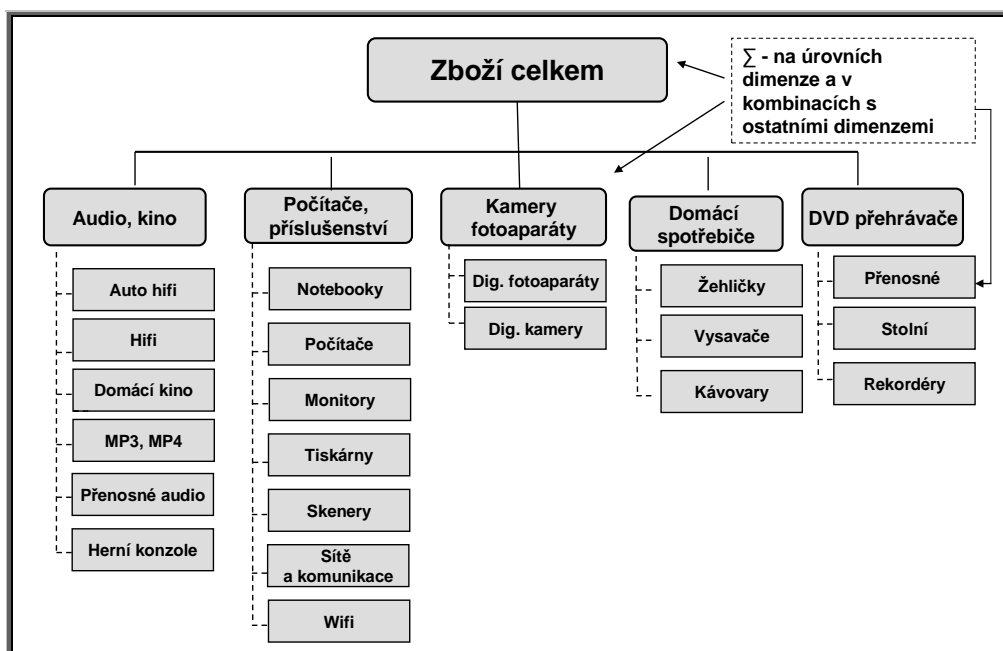 Zboží celkem
∑ - na úrovních
dimenze a v
kombinacích s
ostatními dimenzemi
Audio, kino
Auto hifi
Hifi
Domácí kino
MP3, MP4
Přenosné audio
Herní konzole
Počítače,
příslušenství
Notebooky
Počítače
Monitory
Tiskárny
Skenery
Sítě
a komunikace
Wifi
Kamery
fotoaparáty
Dig. fotoaparáty
Dig. kamery
Domácí
spotřebiče
Žehličky
Vysavače
Kávovary
DVD přehrávače
Přenosné
Stolní
Rekordéry